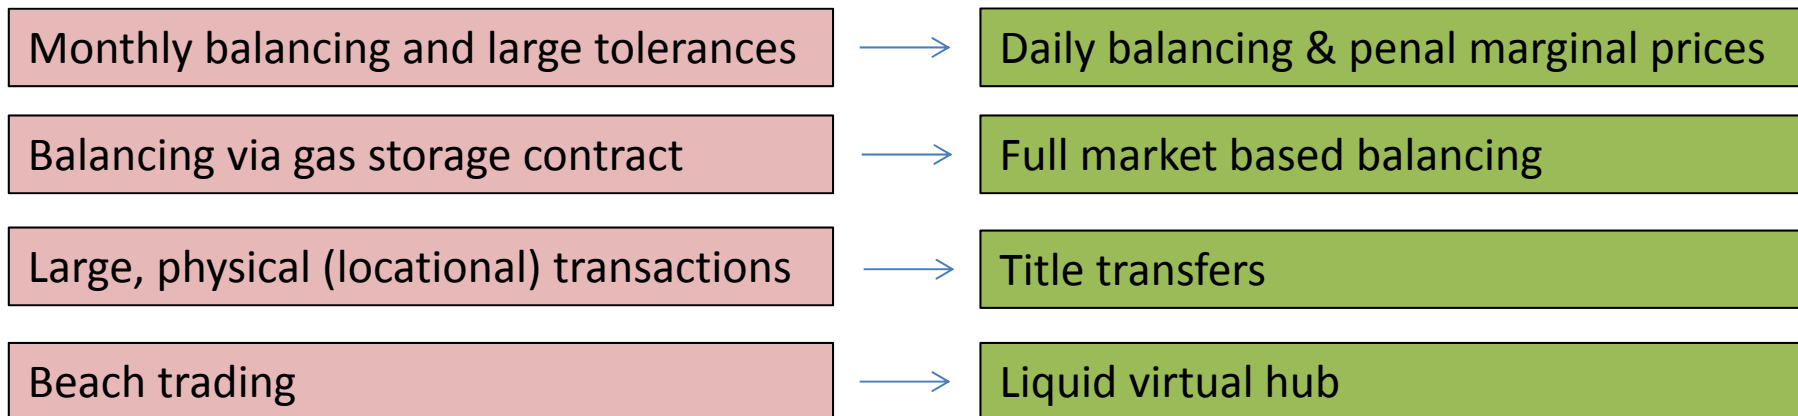 Monthly balancing and large tolerances
Daily balancing & penal marginal prices
Balancing via gas storage contract
Full market based balancing
Large, physical (locational) transactions
Title transfers
Beach trading
Liquid virtual hub